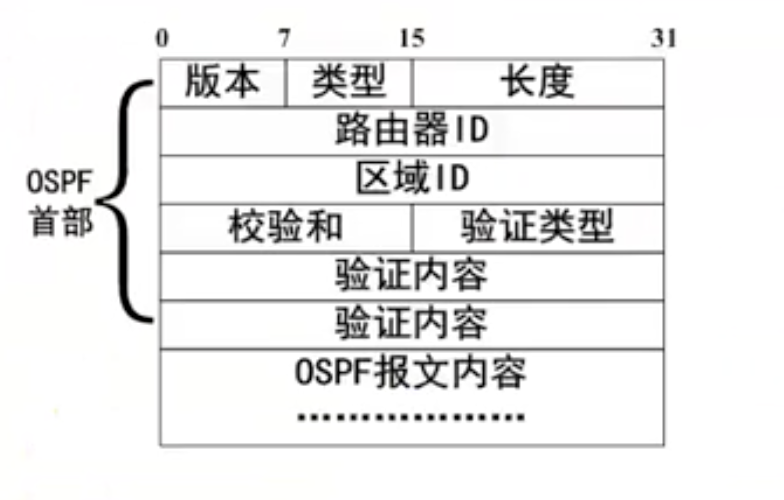 0 7 15 31
版本 类型 长度
路由器ID
区域ID
OSPF
首部
校验和 验证类型
验证内容
验证内容
OSPF报文内容
..................